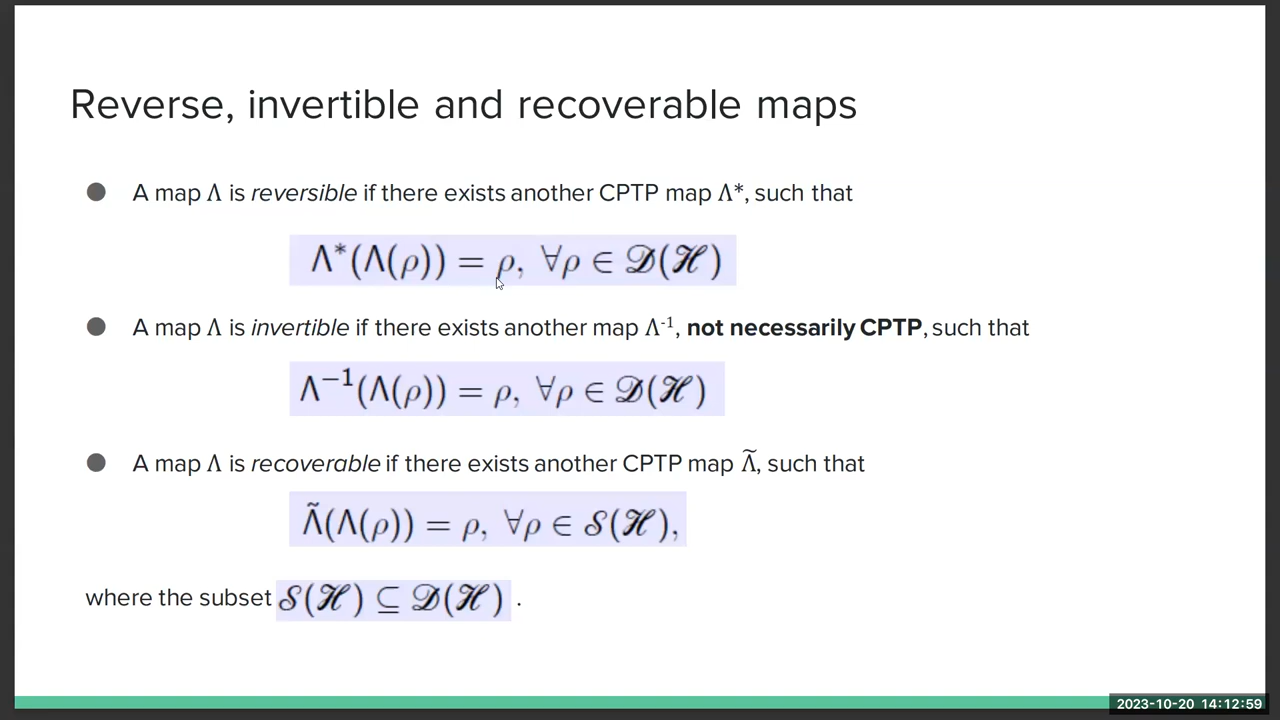 Reverse, invertible and recoverable maps
● A map Λ is reversible if there exists another CPTP map Λ*, such that
Λ*(Λ(ρ)) = ρ, ∀ρ ∈ 𝒟(ℋ)
● A map Λ is invertible if there exists another map Λ⁻¹, not necessarily CPTP, such that
Λ⁻¹(Λ(ρ)) = ρ, ∀ρ ∈ 𝒟(ℋ)
● A map Λ is recoverable if there exists another CPTP map Λ̃, such that
Λ̃(Λ(ρ)) = ρ, ∀ρ ∈ 𝒮(ℋ),
where the subset 𝒮(ℋ) ⊆ 𝒟(ℋ) .
2023-10-20 14:12:59